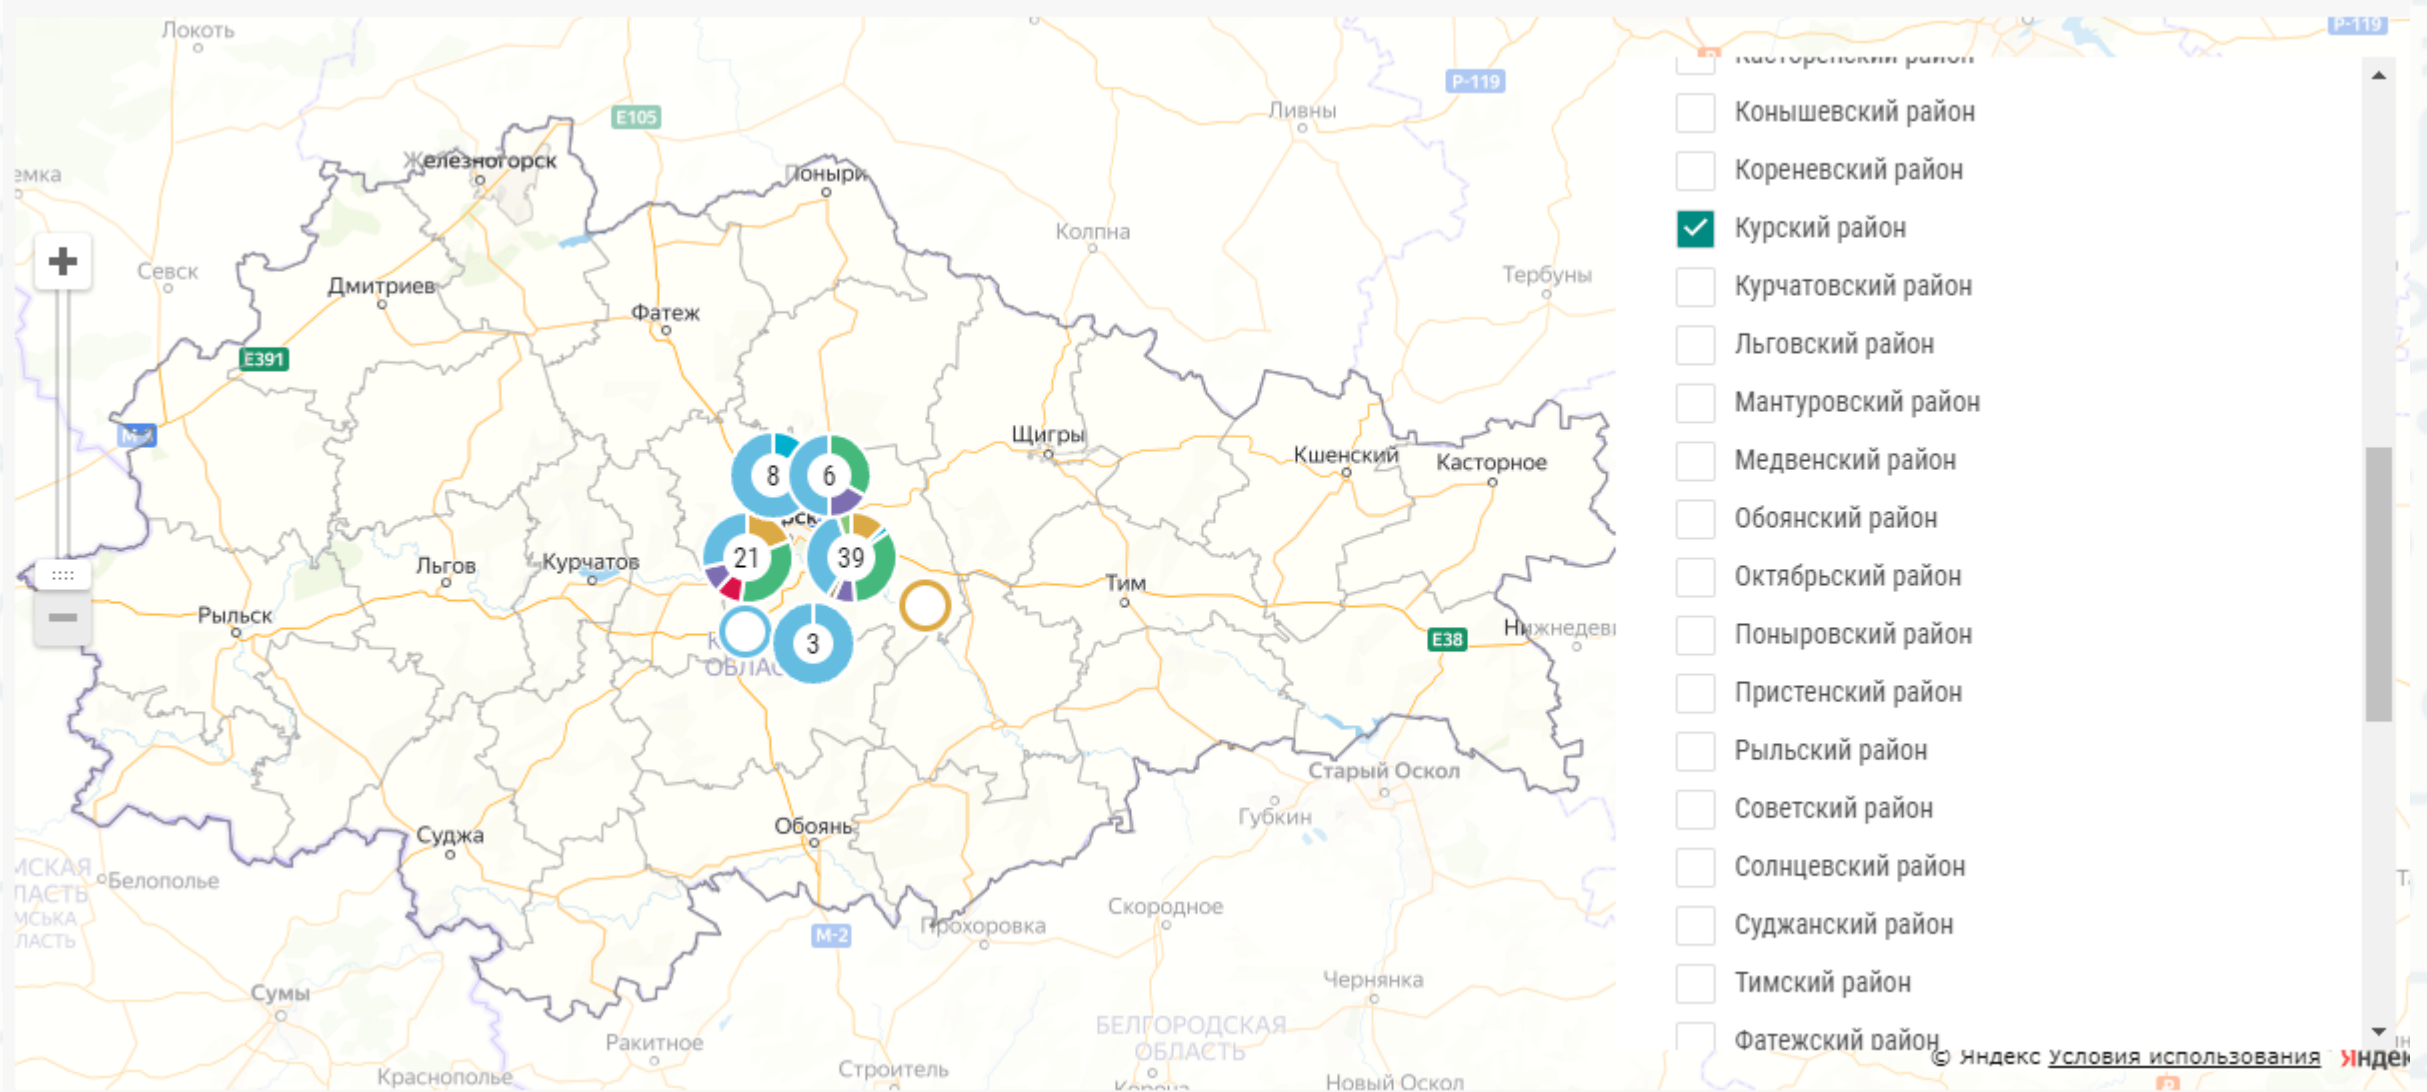 Локоть
Р-119
Р-119
Е105
Ливны
Железногорск
Поныри
Колпна
Севск
Тербуны
Дмитриев
Фатеж
Е391
М-3
Щигры
Кшенский
Касторное
8
6
21
39
Льгов
Курчатов
Тим
Рыльск
3
Е38
Старый Оскол
Губкин
Суджа
Обоянь
Белополье
Скородное
М-2
Прохоровка
Чернянка
Сумы
БЕЛГОРОДСКАЯ
ОБЛАСТЬ
Ракитное
Строитель
Краснополье
Новый Оскол
Касторенский район
Конышевский район
Кореневский район
Курский район
Курчатовский район
Льговский район
Мантуровский район
Медвенский район
Обоянский район
Октябрьский район
Поныровский район
Пристенский район
Рыльский район
Советский район
Солнцевский район
Суджанский район
Тимский район
Фатежский район
© Яндекс Условия использования